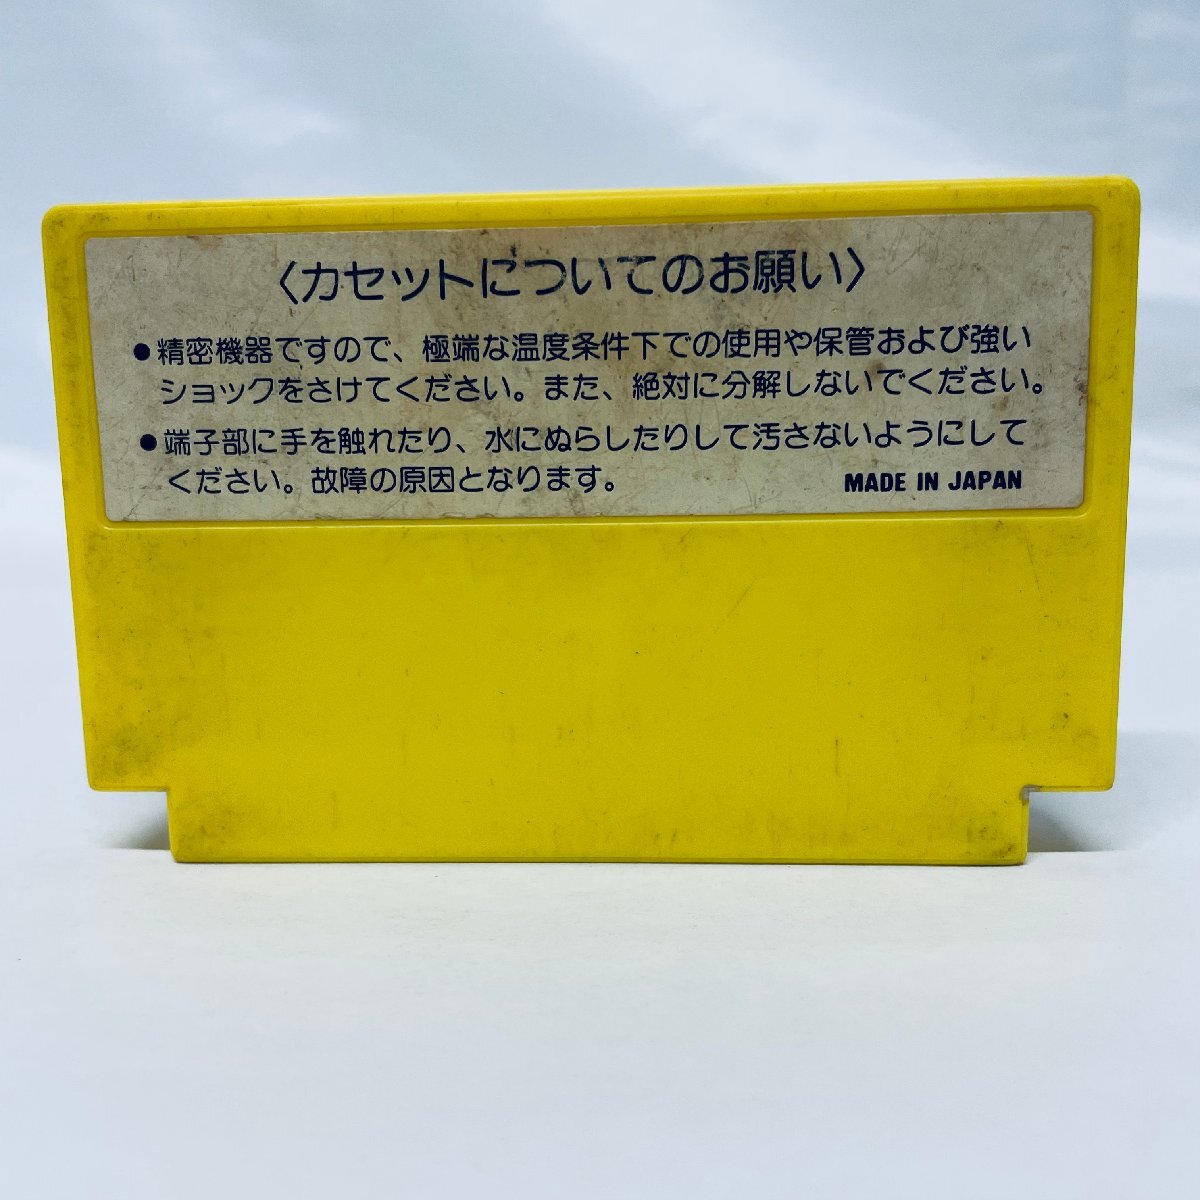 〈カセットについてのお願い〉
●精密機器ですので、極端な温度条件下での使用や保管および強い
ショックをさけてください。また、絶対に分解しないでください。
●端子部に手を触れたり、水にぬらしたりして汚さないようにして
ください。故障の原因となります。
MADE IN JAPAN